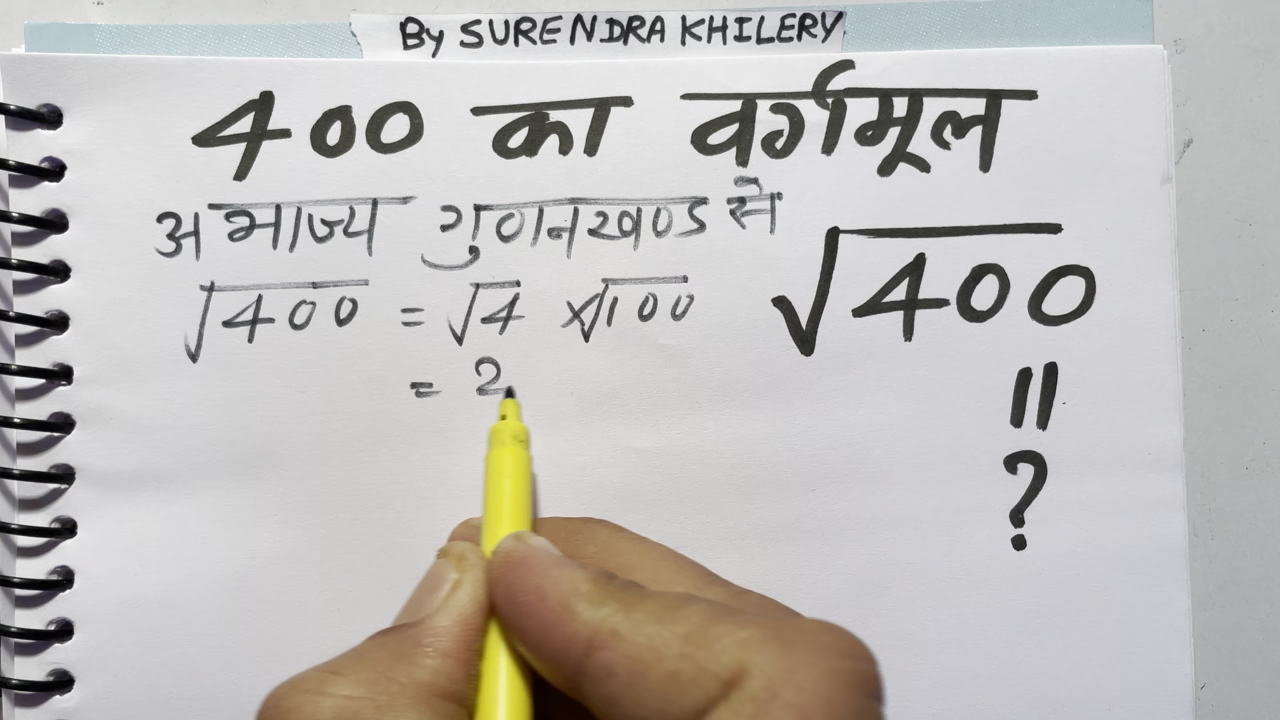 By SURENDRA KHILERY
400 का वर्गमूल
अभाज्य गुणनखण्ड से
√400 = √4 × √100
= 2
√400
=
?